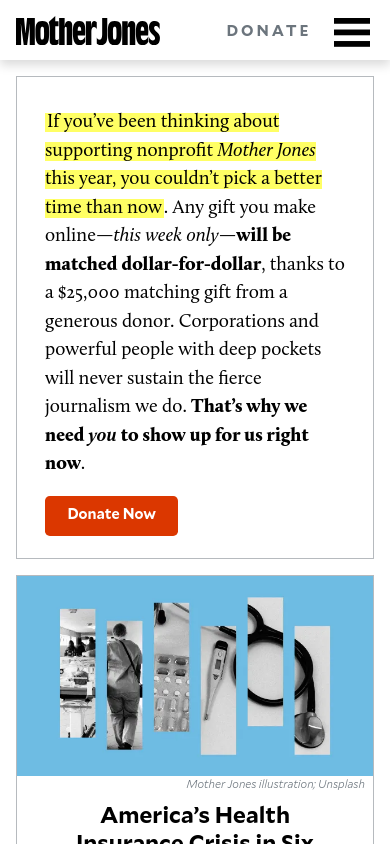 Mother Jones
DONATE
If you've been thinking about
supporting nonprofit Mother Jones
this year, you couldn't pick a better
time than now. Any gift you make
online—this week only—will be
matched dollar-for-dollar, thanks to
a $25,000 matching gift from a
generous donor. Corporations and
powerful people with deep pockets
will never sustain the fierce
journalism we do. That's why we
need you to show up for us right
now.
Donate Now
Mother Jones illustration; Unsplash
America's Health
Insurance Crisis in Six